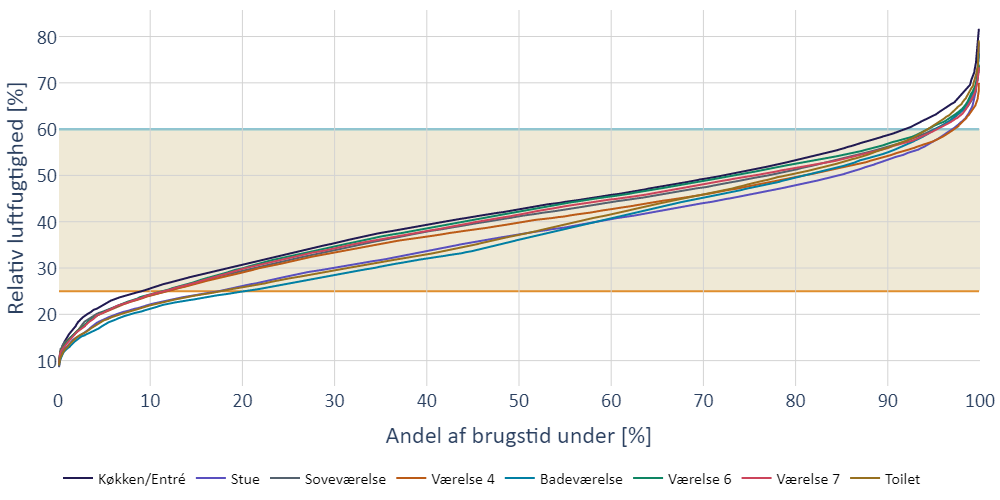 Relativ luftfugtighed [%]
80
70
60
50
40
30
20
10
0 10 20 30 40 50 60 70 80 90 100
Andel af brugstid under [%]
Køkken/Entré Stue Soveværelse Værelse 4 Badeværelse Værelse 6 Værelse 7 Toilet